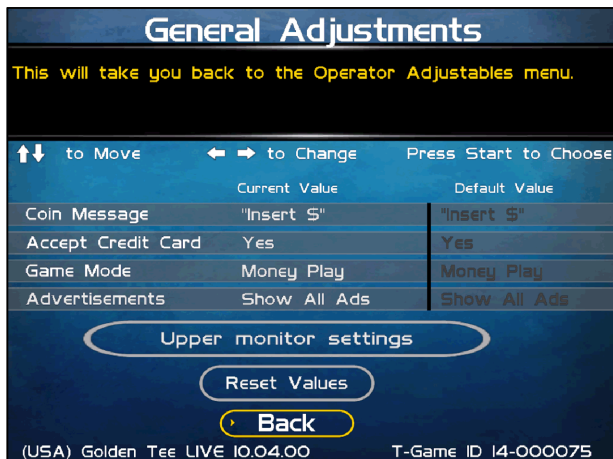 General Adjustments
This will take you back to the Operator Adjustables menu.
to Move to Change Press Start to Choose
Current Value Default Value
Coin Message "Insert $" "Insert $"
Accept Credit Card Yes Yes
Game Mode Money Play Money Play
Advertisements Show All Ads Show All Ads
Upper monitor settings
Reset Values
Back
(USA) Golden Tee LIVE 10.04.00 T-Game ID 14-000075